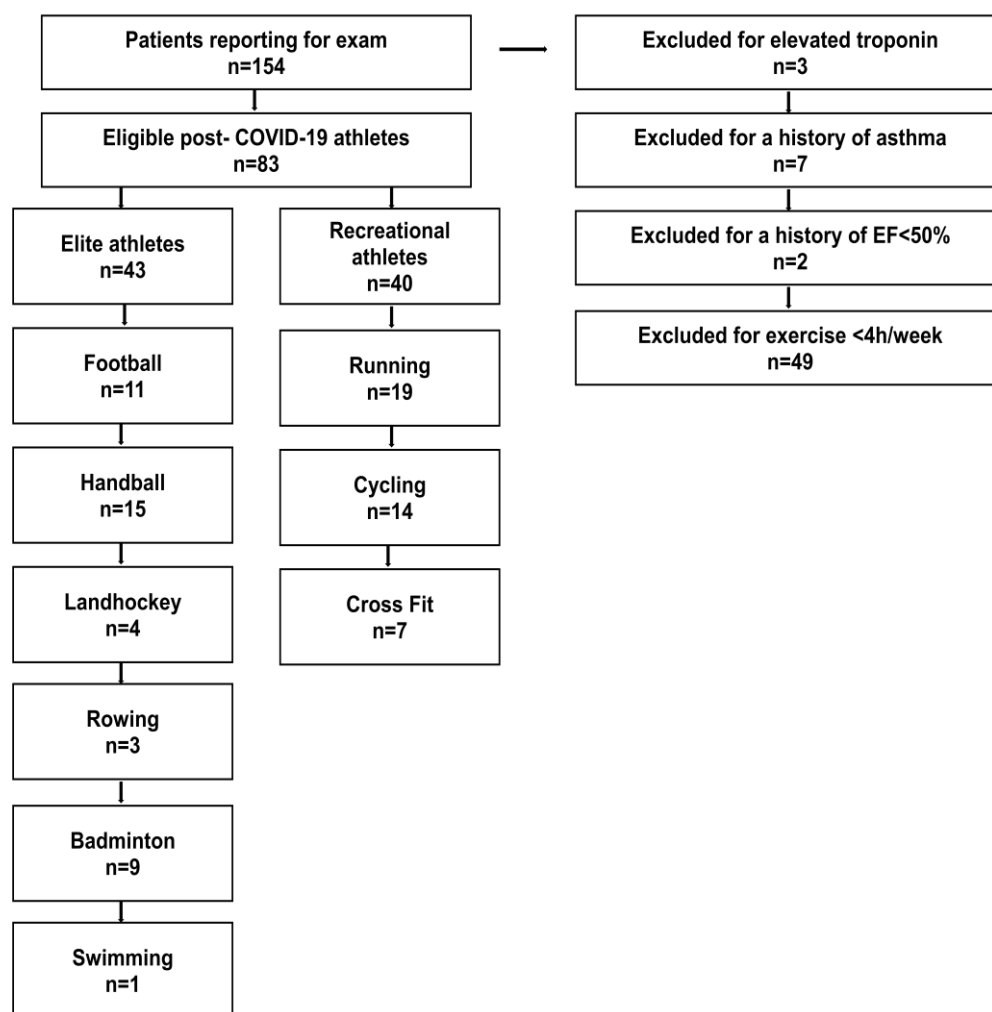 Patients reporting for exam
n=154
Excluded for elevated troponin
n=3
Eligible post- COVID-19 athletes
n=83
Excluded for a history of asthma
n=7
Elite athletes
n=43
Recreational
athletes
n=40
Excluded for a history of EF<50%
n=2
Excluded for exercise <4h/week
n=49
Football
n=11
Running
n=19
Handball
n=15
Cycling
n=14
Landhockey
n=4
Cross Fit
n=7
Rowing
n=3
Badminton
n=9
Swimming
n=1